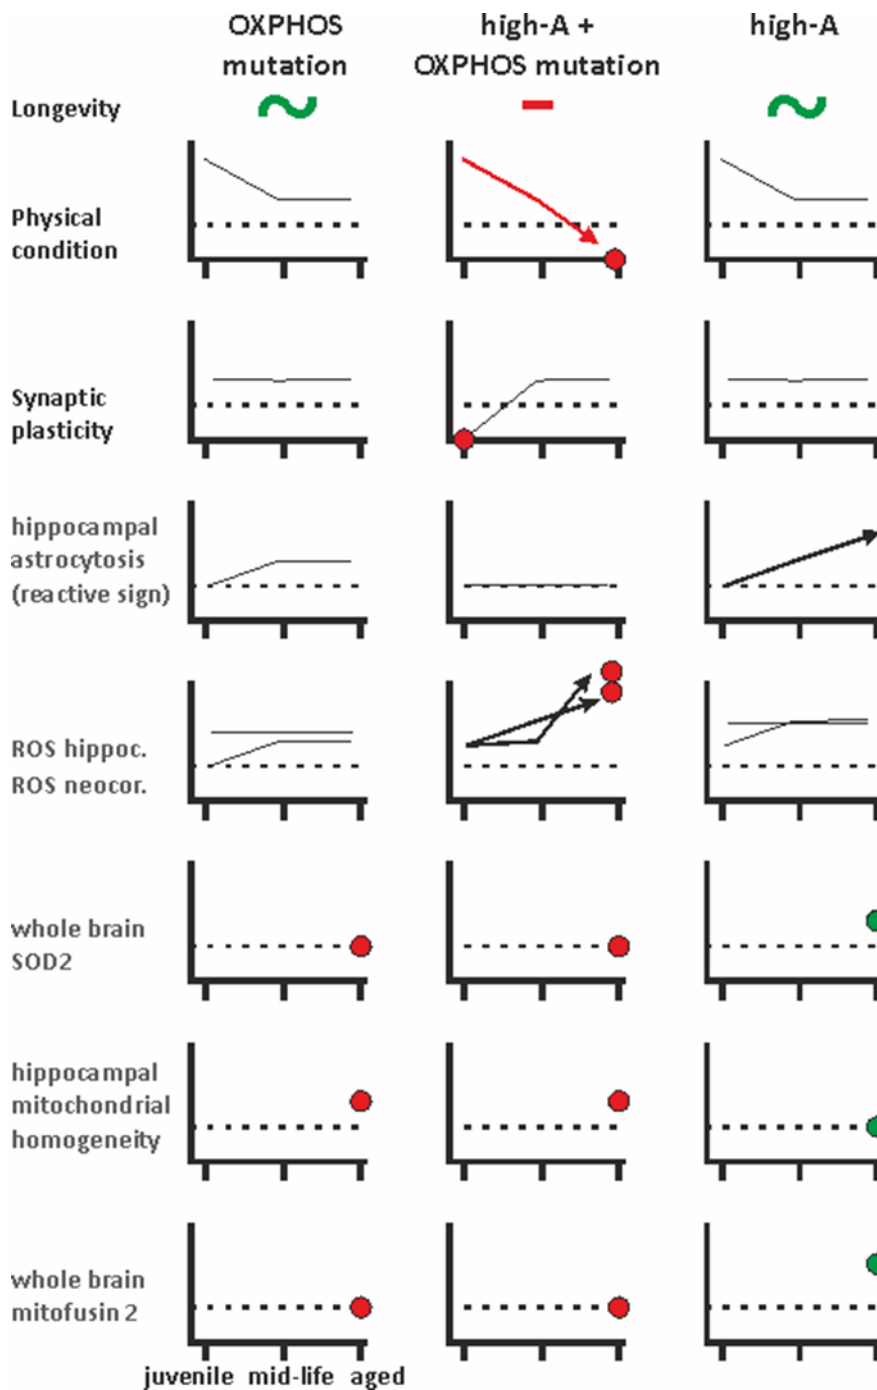 OXPHOS
mutation
high-A +
OXPHOS mutation
high-A
Longevity
Physical
condition
Synaptic
plasticity
hippocampal
astrocytosis
(reactive sign)
ROS hippoc.
ROS neocor.
whole brain
SOD2
hippocampal
mitochondrial
homogeneity
whole brain
mitofusin 2
juvenile mid-life aged